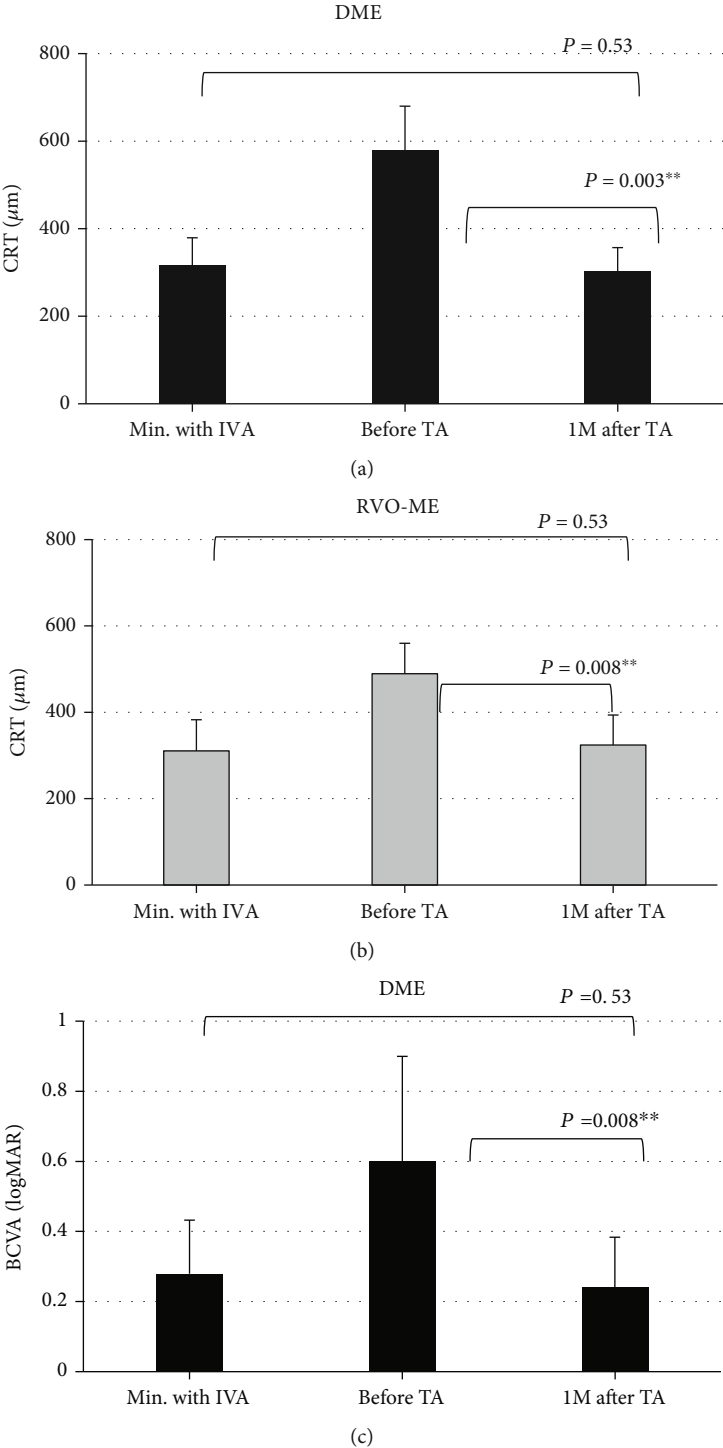 DME
P = 0.53
800
600
P = 0.003**
400
200
0
CRT (μm)
Min. with IVA
Before TA
1M after TA
(a)
RVO-ME
P = 0.53
800
600
P = 0.008**
400
200
0
CRT (μm)
Min. with IVA
Before TA
1M after TA
(b)
DME
P =0. 53
1
0.8
P =0.008**
0.6
0.4
0.2
0
BCVA (logMAR)
Min. with IVA
Before TA
1M after TA
(c)